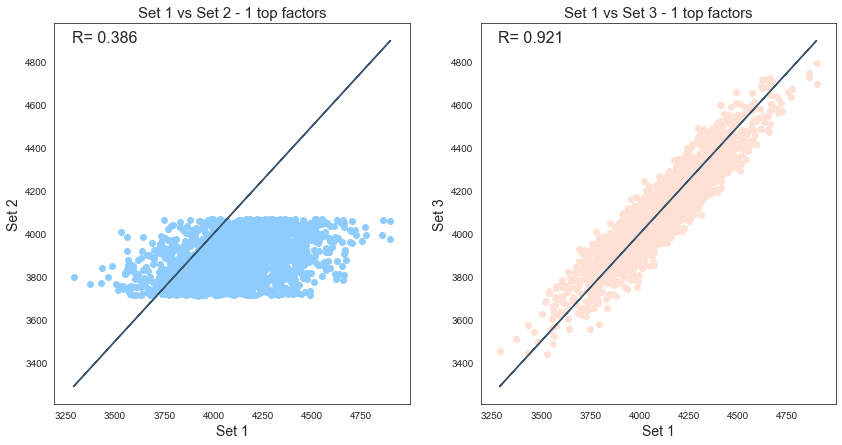 Set 1 vs Set 2 - 1 top factors
R= 0.386
4800
4600
4400
4200
4000
3800
3600
3400
Set 2
3250 3500 3750 4000 4250 4500 4750
Set 1
Set 1 vs Set 3 - 1 top factors
R= 0.921
4800
4600
4400
4200
4000
3800
3600
3400
Set 3
3250 3500 3750 4000 4250 4500 4750
Set 1